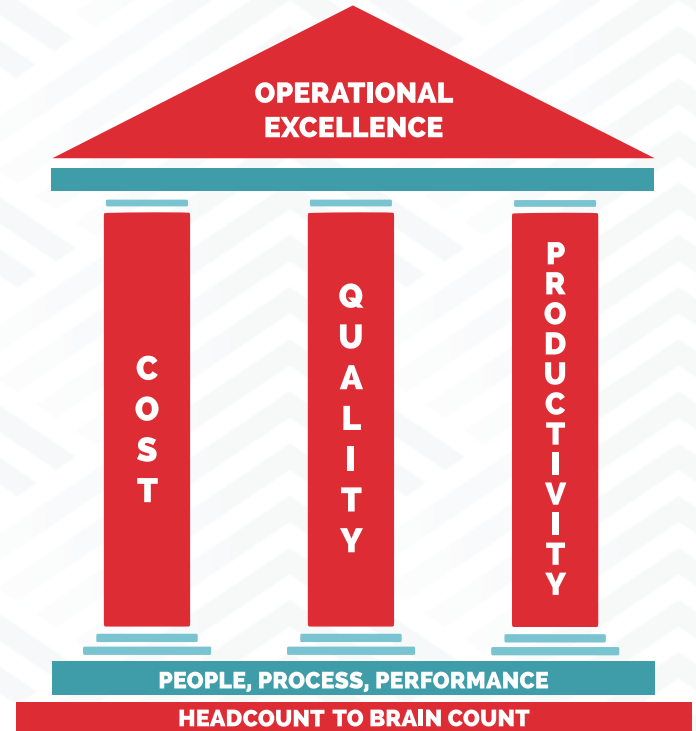 OPERATIONAL
EXCELLENCE
COST
QUALITY
PRODUCTIVITY
PEOPLE, PROCESS, PERFORMANCE
HEADCOUNT TO BRAIN COUNT